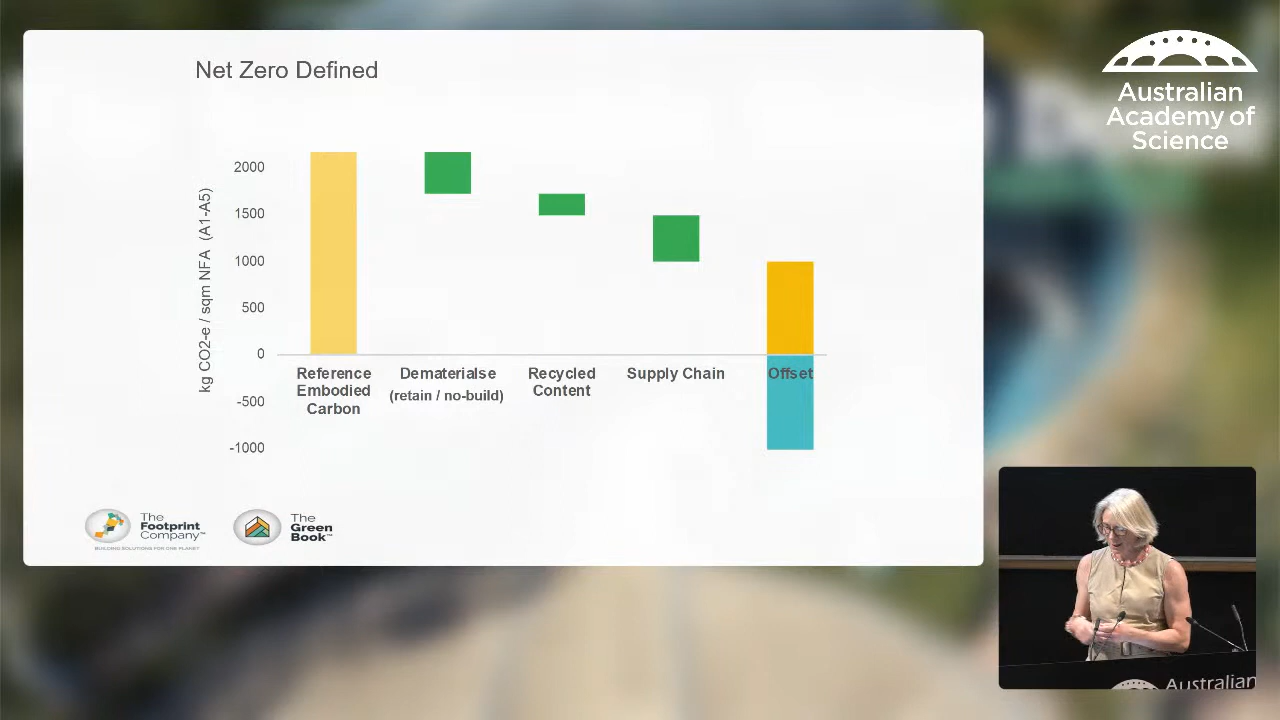 Net Zero Defined
kg CO2-e / sqm NFA (A1-A5)
2000
1500
1000
500
0
-500
-1000
Reference
Embodied
Carbon
Dematerialse
(retain / no-build)
Recycled
Content
Supply Chain
Offset
The
Footprint
Company™
BUILDING SOLUTIONS FOR ONE PLANET
The
Green
Book™
Australian
Academy of
Science
Australian